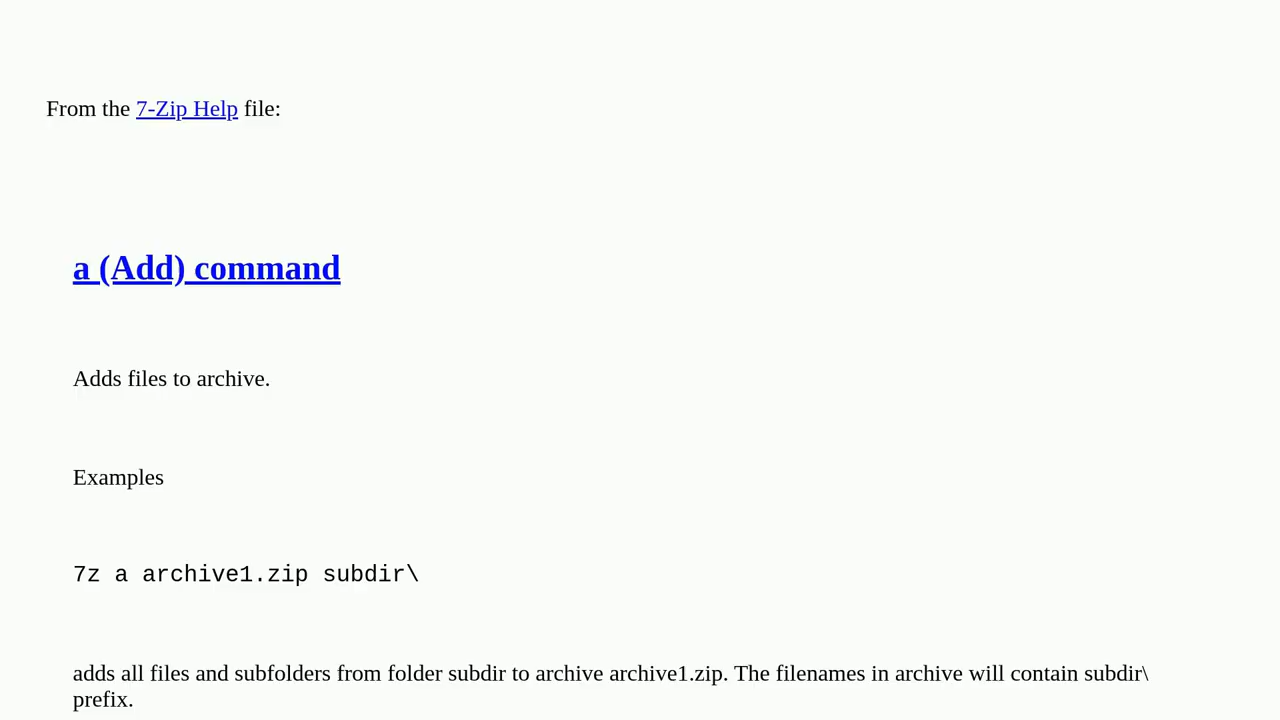 From the 7-Zip Help file:
a (Add) command
Adds files to archive.
Examples
7z a archive1.zip subdir\
adds all files and subfolders from folder subdir to archive archive1.zip. The filenames in archive will contain subdir\
prefix.